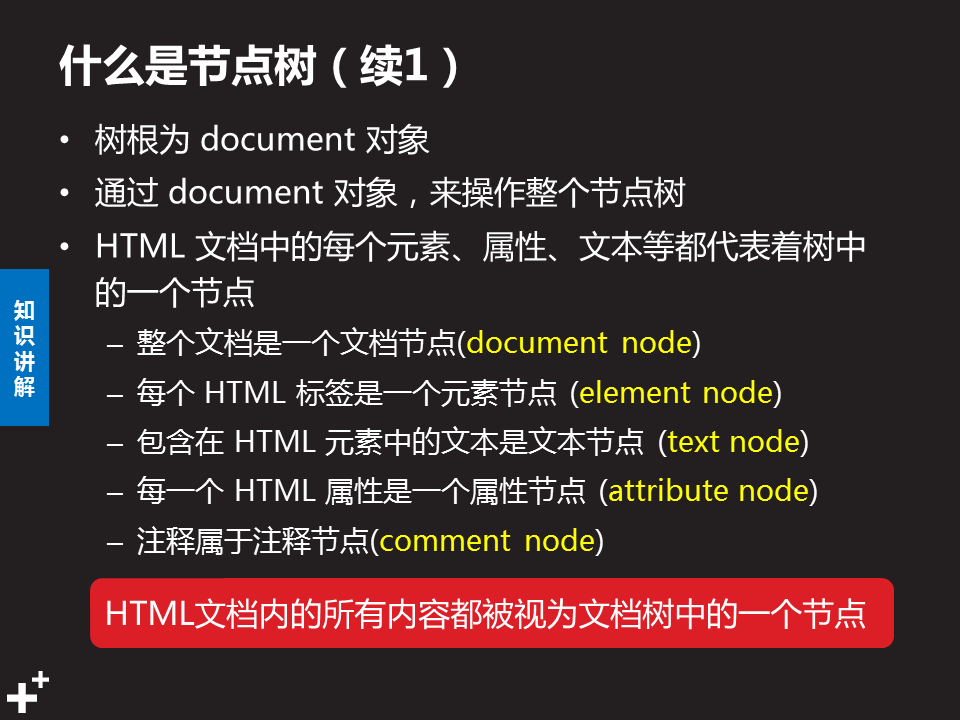 什么是节点树（续1）
• 树根为 document 对象
• 通过 document 对象，来操作整个节点树
• HTML 文档中的每个元素、属性、文本等都代表着树中
的一个节点
– 整个文档是一个文档节点(document node)
– 每个 HTML 标签是一个元素节点 (element node)
– 包含在 HTML 元素中的文本是文本节点 (text node)
– 每一个 HTML 属性是一个属性节点 (attribute node)
– 注释属于注释节点(comment node)
HTML文档内的所有内容都被视为文档树中的一个节点
知
识
讲
解